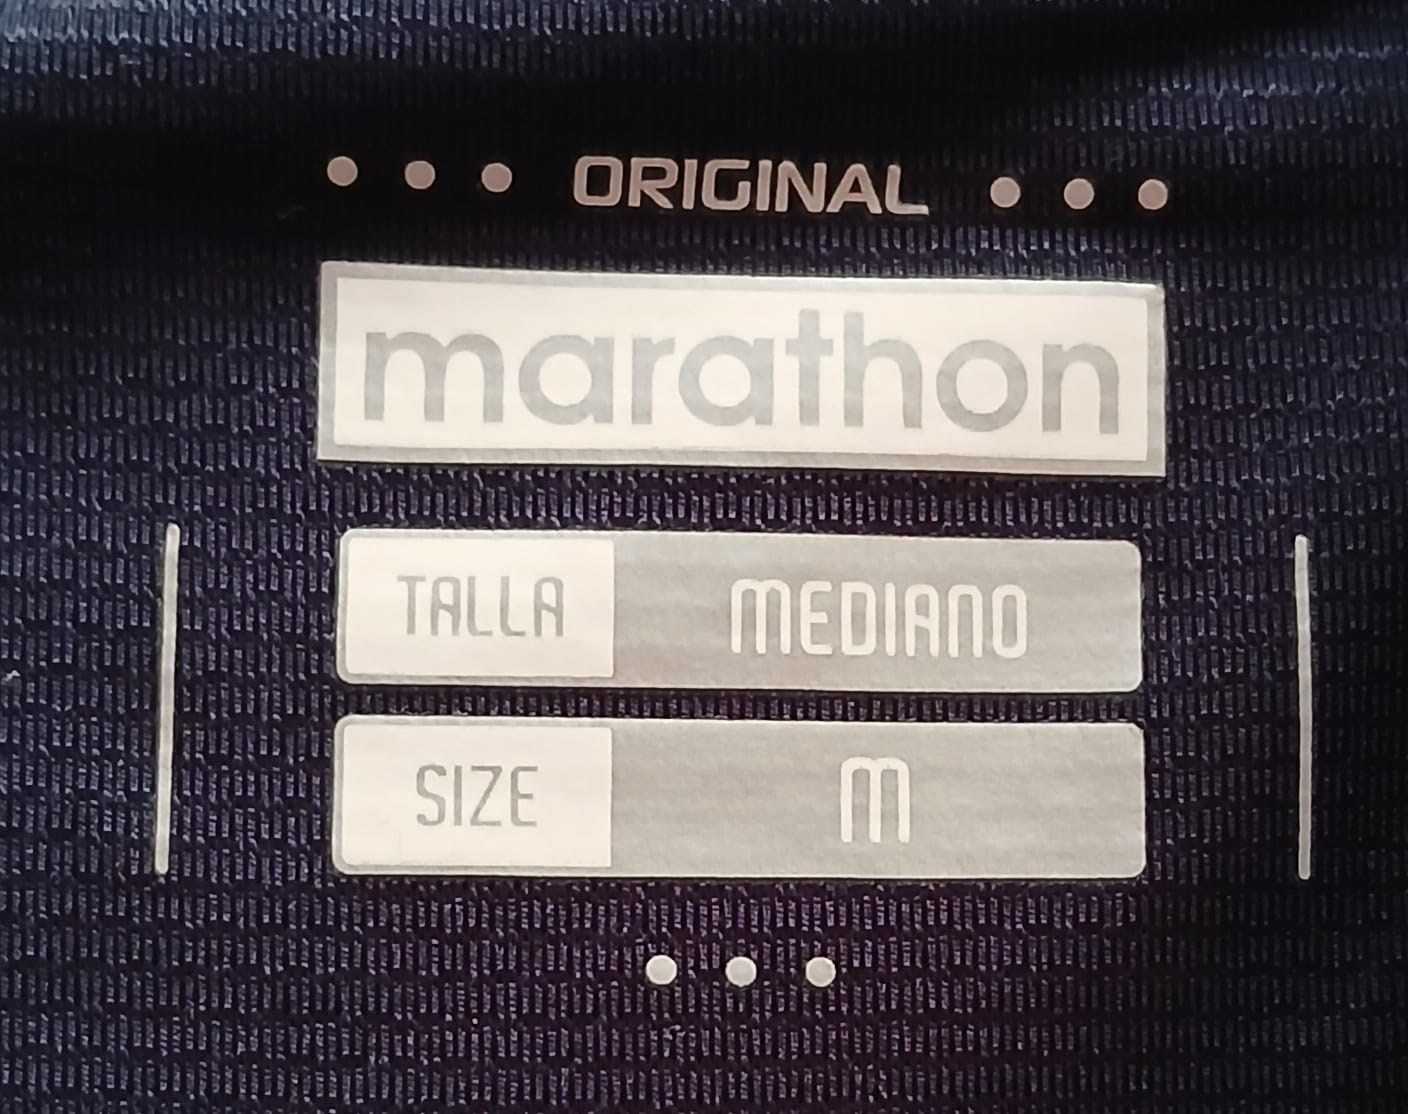 ORIGINAL
marathon
TALLA MEDIANO
SIZE M